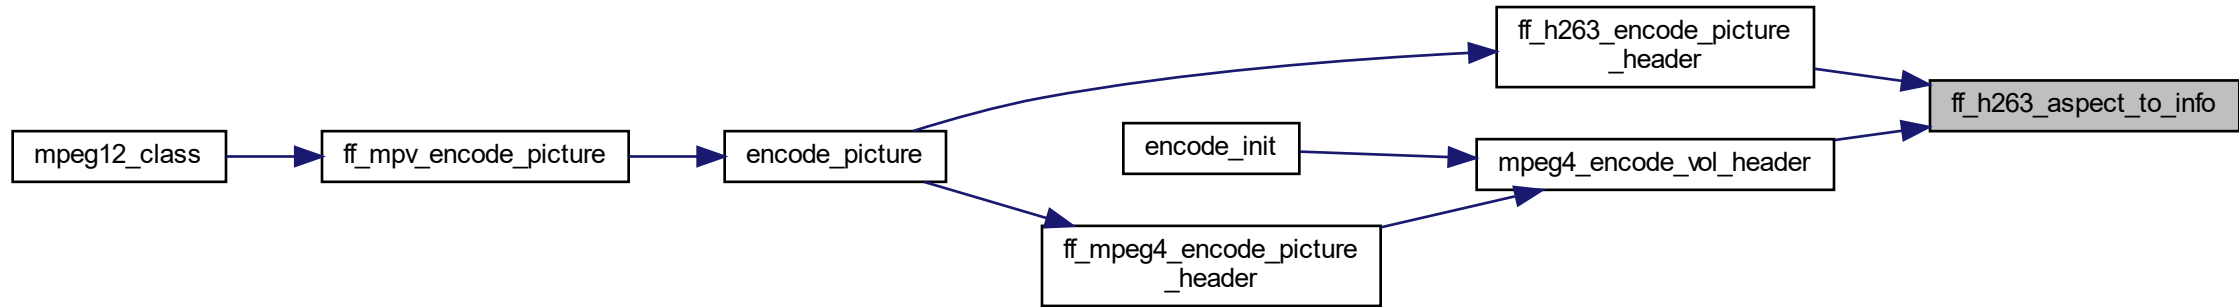 ff_h263_encode_picture
_header
ff_h263_aspect_to_info
mpeg12_class
ff_mpv_encode_picture
encode_picture
encode_init
mpeg4_encode_vol_header
ff_mpeg4_encode_picture
_header